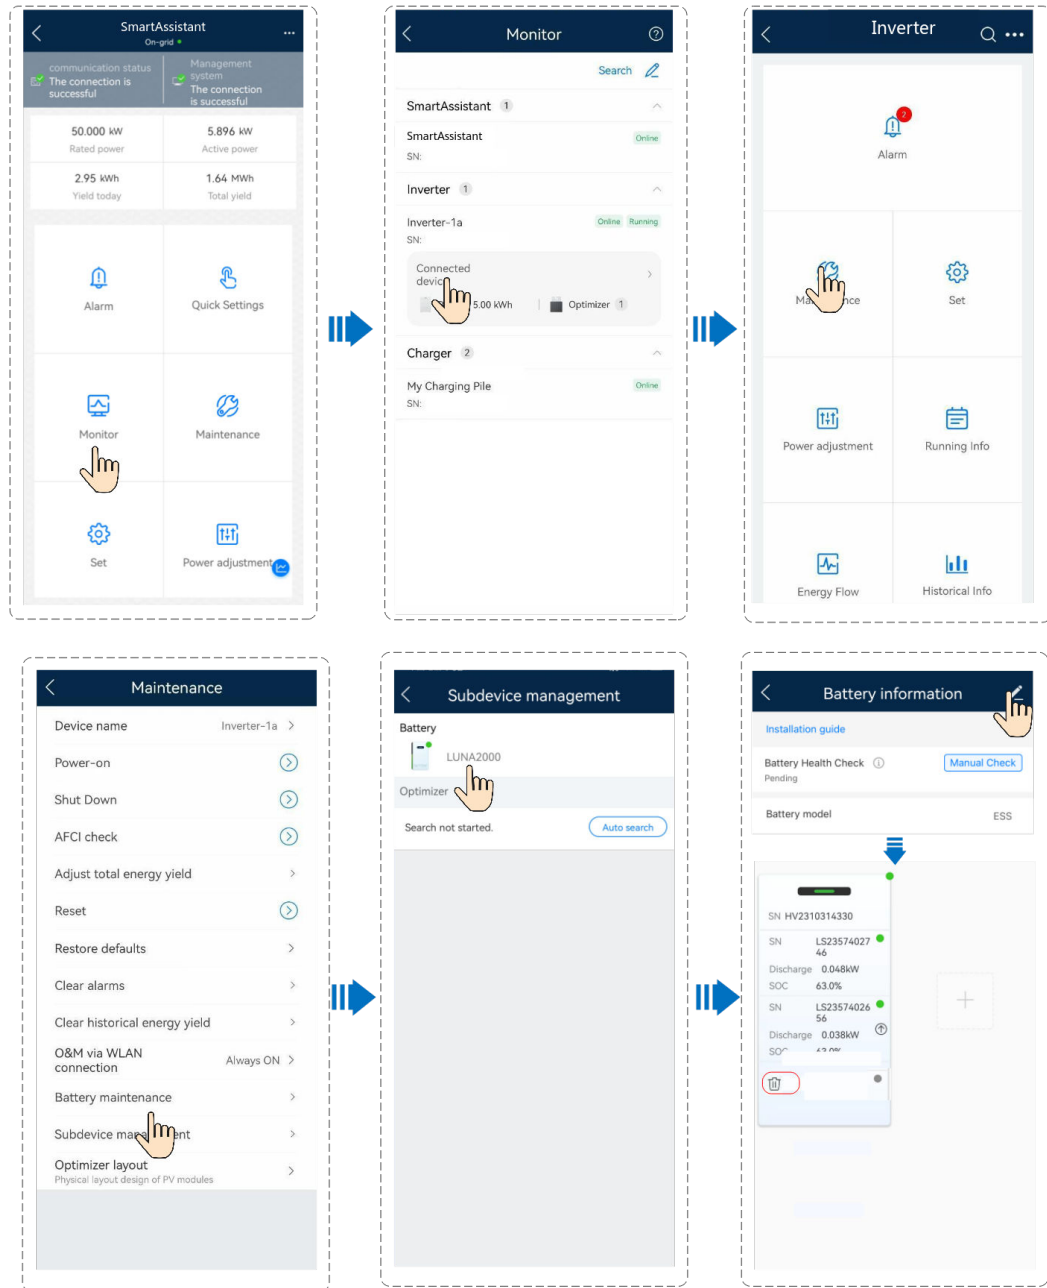 SmartAssistant
On-grid
communication status
The connection is
successful
Management
system
The connection
is successful
50.000 kW
Rated power
5.896 kW
Active power
2.95 kWh
Yield today
1.64 MWh
Total yield
Alarm
Quick Settings
Monitor
Maintenance
Set
Power adjustment
Monitor
Search
SmartAssistant 1
SmartAssistant
Online
SN:
Inverter 1
Inverter-1a
Online Running
SN:
Connected
5.00 kWh
Optimizer 1
Charger 2
My Charging Pile
Online
SN:
Inverter
2
Alarm
Set
Power adjustment
Running Info
Energy Flow
Historical Info
Maintenance
Device name
Inverter-1a
Power-on
Shut Down
AFCI check
Adjust total energy yield
Reset
Restore defaults
Clear alarms
Clear historical energy yield
O&M via WLAN
connection
Always ON
Battery maintenance
Subdevice
Optimizer layout
Physical layout design of PV modules
Subdevice management
Battery
LUNA2000
Optimizer
Search not started.
Auto search
Battery information
Installation guide
Battery Health Check
Manual Check
Pending
Battery model
ESS
SN HV2310314330
SN LS23574027
46
Discharge 0.048kW
SOC 63.0%
SN LS23574026
56
Discharge 0.038kW